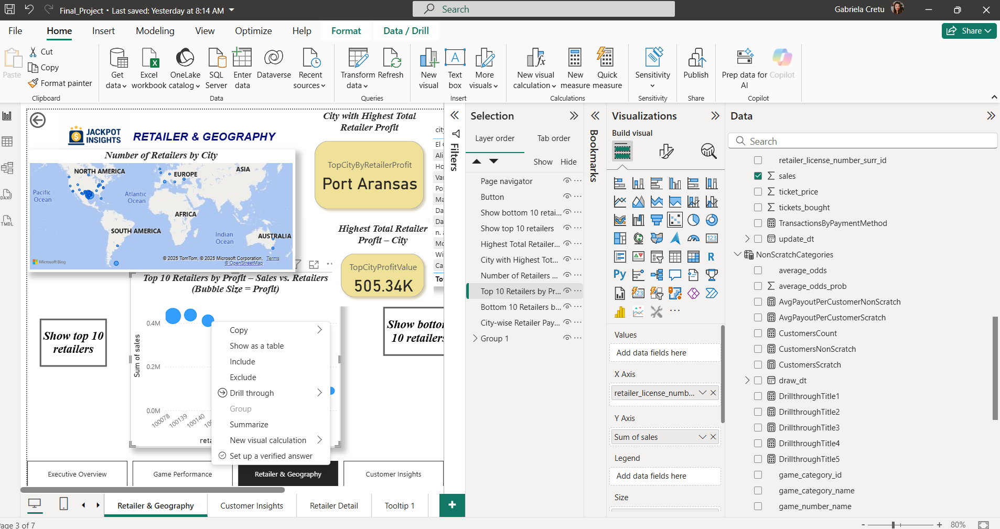 Final_Project • Last saved: Yesterday at 8:14 AM
Search
Gabriela Cretu
File
Home
Insert
Modeling
View
Optimize
Help
Format
Data / Drill
Share
Paste
Cut
Copy
Format painter
Clipboard
Get data
Excel workbook
OneLake catalog
SQL Server
Enter data
Dataverse
Recent sources
Data
Transform data
Refresh
Queries
New visual
Text box
More visuals
Insert
New visual calculation
New measure
Quick measure
Calculations
Sensitivity
Sensitivity
Publish
Share
Prep data for AI
Copilot
Copilot
JACKPOT
INSIGHTS
RETAILER & GEOGRAPHY
Number of Retailers by City
NORTH AMERICA
EUROPE
ASIA
Pacific
Ocean
Atlantic
Ocean
AFRICA
SOUTH AMERICA
Indian
Ocean
AUSTRALIA
Microsoft Bing
© 2025 TomTom, © 2025 Microsoft Corporation, Terms
© OpenStreetMap
City with Highest Total
Retailer Profit
TopCityByRetailerProfit
Port Aransas
Highest Total Retailer
Profit – City
TopCityProfitValue
505.34K
city
El
Ali
Ho
Var
Po
Ma
Da
Da
n. a
Mo
Wi
Ca
Tot
Top 10 Retailers by Profit – Sales vs. Retailers
(Bubble Size = Profit)
Sum of sales
0.4M
0.2M
0.0M
100078
100139
100140
reta
Show top 10
retailers
Show botto
10 retailers
Copy
Show as a table
Include
Exclude
Drill through
Group
Summarize
New visual calculation
Set up a verified answer
Executive Overview
Game Performance
Retailer & Geography
Customer Insights
Retailer & Geography
Customer Insights
Retailer Detail
Tooltip 1
age 3 of 7
80%
Filters
Selection
Layer order
Tab order
Show
Hide
Page navigator
Button
Show bottom 10 retai...
Show top 10 retailers
Highest Total Retailer...
City with Highest Tot...
Number of Retailers ...
Top 10 Retailers by Pr...
Bottom 10 Retailers b...
City-wise Retailer Pay...
Group 1
Bookmarks
Visualizations
Build visual
Values
Add data fields here
X Axis
retailer_license_numb...
Y Axis
Sum of sales
Legend
Add data fields here
Size
Data
Search
retailer_license_number_surr_id
sales
ticket_price
tickets_bought
TransactionsByPaymentMethod
update_dt
NonScratchCategories
average_odds
average_odds_prob
AvgPayoutPerCustomerNonScratch
AvgPayoutPerCustomerScratch
CustomersCount
CustomersNonScratch
CustomersScratch
draw_dt
DrillthroughTitle1
DrillthroughTitle2
DrillthroughTitle3
DrillthroughTitle4
DrillthroughTitle5
game_category_id
game_category_name
game_number_name